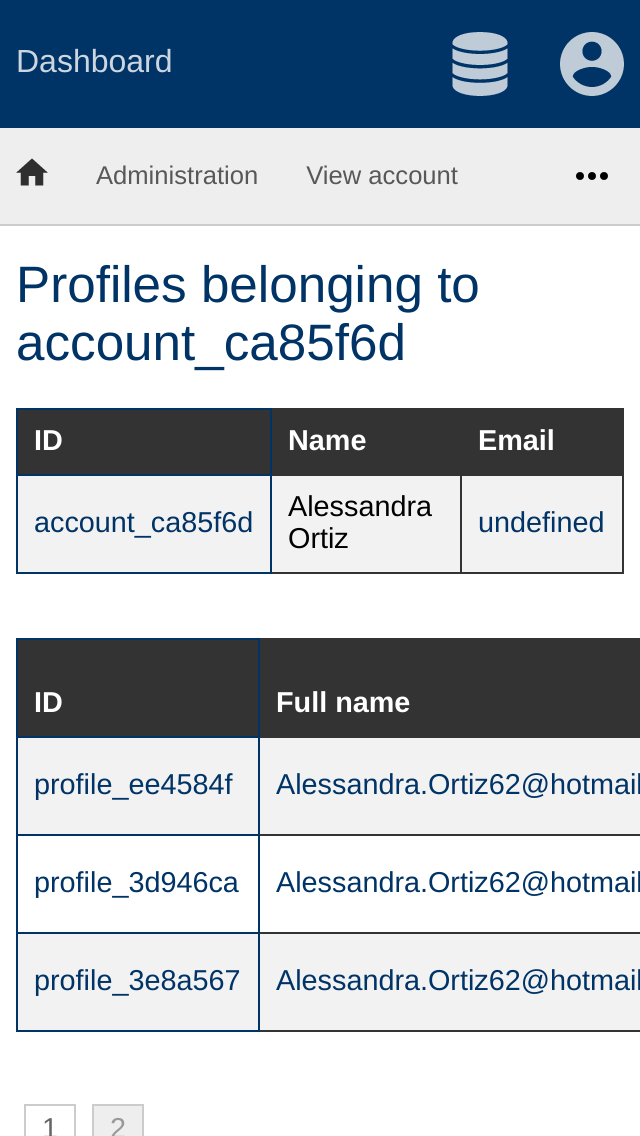 Dashboard
Administration View account
Profiles belonging to
account_ca85f6d
ID Name Email
account_ca85f6d Alessandra Ortiz undefined
ID Full name
profile_ee4584f Alessandra.Ortiz62@hotmail
profile_3d946ca Alessandra.Ortiz62@hotmail
profile_3e8a567 Alessandra.Ortiz62@hotmail
1 2